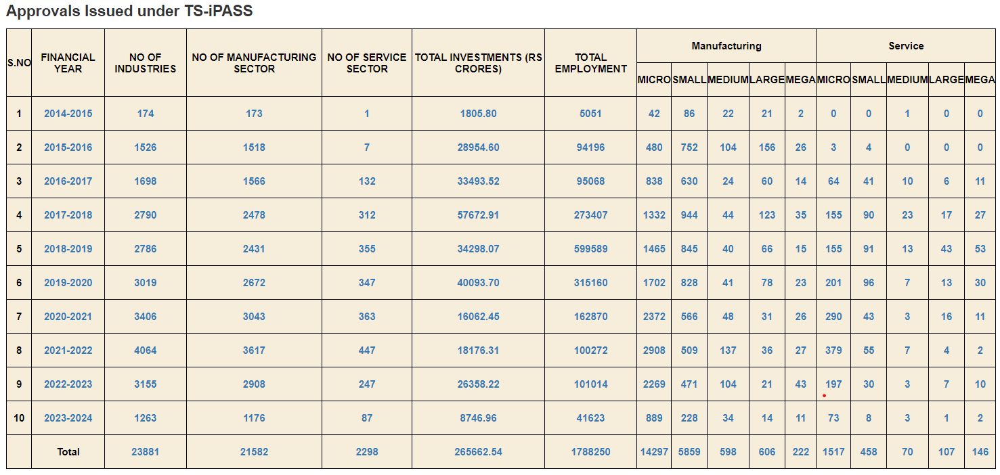 Approvals Issued under TS-iPASS
S.NO FINANCIAL YEAR NO OF INDUSTRIES NO OF MANUFACTURING SECTOR NO OF SERVICE SECTOR TOTAL INVESTMENTS (RS CRORES) TOTAL EMPLOYMENT Manufacturing Service
MICRO SMALL MEDIUM LARGE MEGA MICRO SMALL MEDIUM LARGE MEGA
1 2014-2015 174 173 1 1805.80 5051 42 86 22 21 2 0 0 1 0 0
2 2015-2016 1526 1518 7 28954.60 94196 480 752 104 156 26 3 4 0 0 0
3 2016-2017 1698 1566 132 33493.52 95068 838 630 24 60 14 64 41 10 6 11
4 2017-2018 2790 2478 312 57672.91 273407 1332 944 44 123 35 155 90 23 17 27
5 2018-2019 2786 2431 355 34298.07 599589 1465 845 40 66 15 155 91 13 43 53
6 2019-2020 3019 2672 347 40093.70 315160 1702 828 41 78 23 201 96 7 13 30
7 2020-2021 3406 3043 363 16062.45 162870 2372 566 48 31 26 290 43 3 16 11
8 2021-2022 4064 3617 447 18176.31 100272 2908 509 137 36 27 379 55 7 4 2
9 2022-2023 3155 2908 247 26358.22 101014 2269 471 104 21 43 197 30 3 7 10
10 2023-2024 1263 1176 87 8746.96 41623 889 228 34 14 11 73 8 3 1 2
Total 23881 21582 2298 265662.54 1788250 14297 5859 598 606 222 1517 458 70 107 146